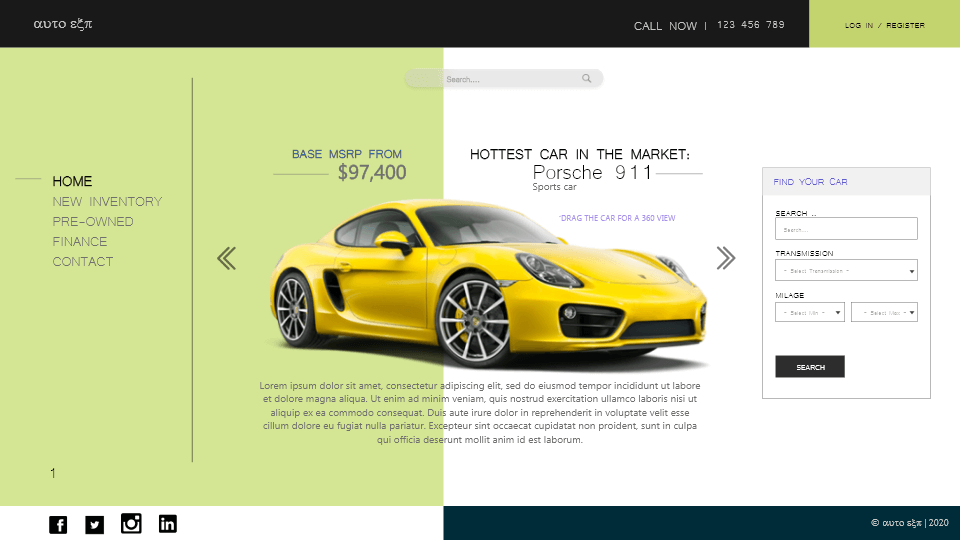 αυτο εξπ
CALL NOW | 123 456 789
LOG IN / REGISTER
Search....
BASE MSRP FROM
$97,400
HOTTEST CAR IN THE MARKET:
Porsche 911
Sports car
*DRAG THE CAR FOR A 360 VIEW
HOME
NEW INVENTORY
PRE-OWNED
FINANCE
CONTACT
FIND YOUR CAR
SEARCH ..
Search....
TRANSMISSION
- Select Transmission -
MILAGE
- Select Min -
- Select Max -
SEARCH
Lorem ipsum dolor sit amet, consectetur adipiscing elit, sed do eiusmod tempor incididunt ut labore
et dolore magna aliqua. Ut enim ad minim veniam, quis nostrud exercitation ullamco laboris nisi ut
aliquip ex ea commodo consequat. Duis aute irure dolor in reprehenderit in voluptate velit esse
cillum dolore eu fugiat nulla pariatur. Excepteur sint occaecat cupidatat non proident, sunt in culpa
qui officia deserunt mollit anim id est laborum.
1
© αυτο εξπ | 2020